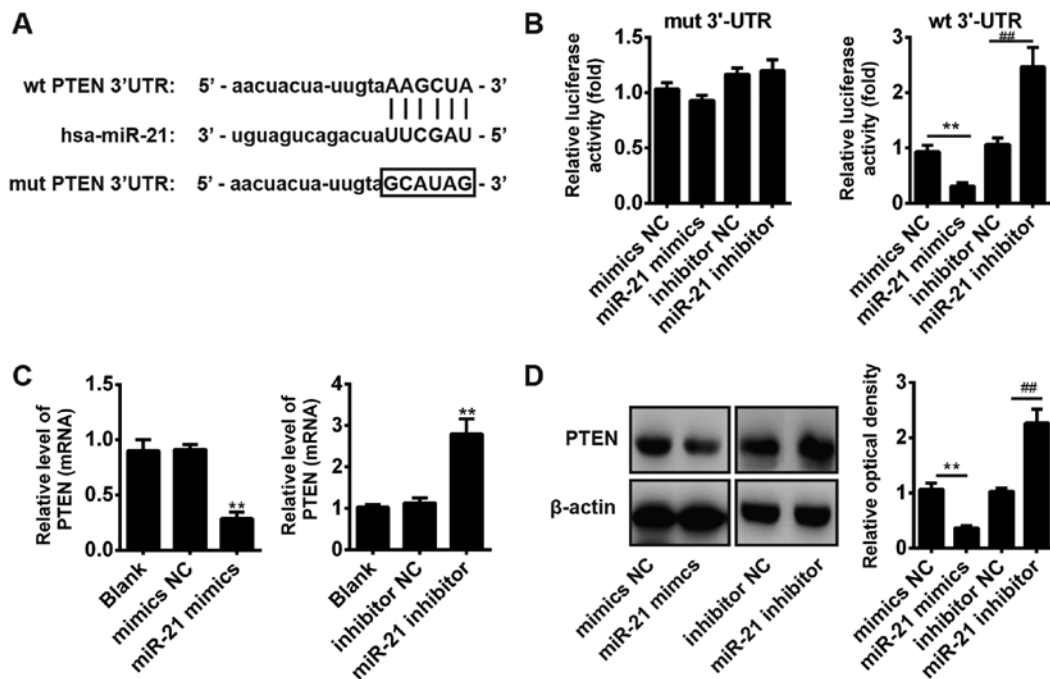 A
wt PTEN 3'UTR: 5' - aacuacua-uugtaAAGCUA - 3'
hsa-miR-21: 3' uguagucagacuaUUCGAU - 5'
mut PTEN 3'UTR: 5' - aacuacua-uugtaGCAUAG - 3'
B
mut 3'-UTR
Relative luciferase
activity (fold)
1.5
1.0
0.5
0.0
mimics NC
miR-21 mimics
inhibitor NC
miR-21 inhibitor
wt 3'-UTR
Relative luciferase
activity (fold)
4
3
2
1
0
**
##
mimics NC
miR-21 mimics
inhibitor NC
miR-21 inhibitor
C
Relative level of
PTEN (mRNA)
1.5
1.0
0.5
0.0
**
Blank
mimics NC
miR-21 mimics
Relative level of
PTEN (mRNA)
4
3
2
1
0
**
Blank
inhibitor NC
miR-21 inhibitor
D
PTEN
β-actin
mimics NC
miR-21 mimcs
inhibitor NC
miR-21 inhibitor
Relative optical density
3
2
1
0
**
##
mimics NC
miR-21 mimics
inhibitor NC
miR-21 inhibitor